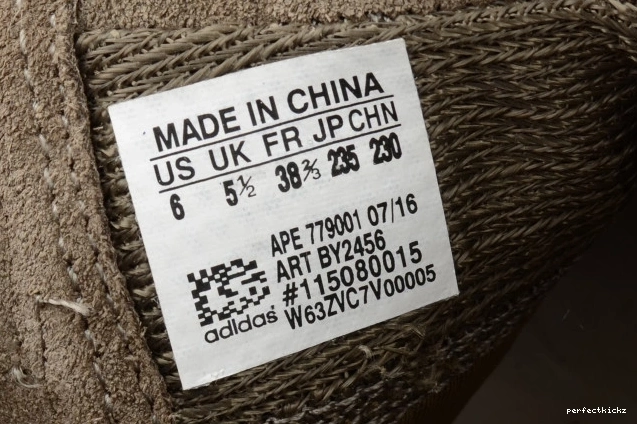 MADE IN CHINA
US UK FR JP CHN
6 5½ 38⅔ 235 230
APE 779001 07/16
ART BY2456
#115080015
W63ZVC7V00005
adidas
perfectkickz